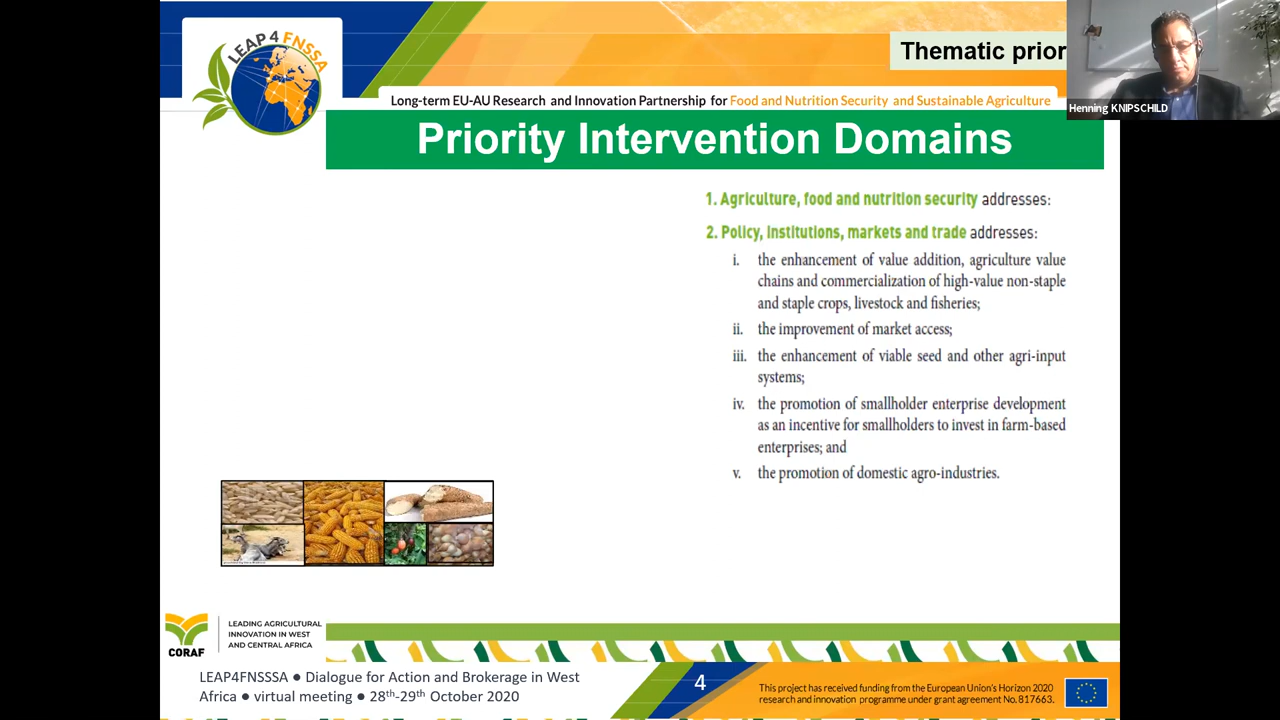 LEAP 4 FNSSA
Thematic prior
Henning KNIPSCHILD
Long-term EU-AU Research and Innovation Partnership for Food and Nutrition Security and Sustainable Agriculture
Priority Intervention Domains
1. Agriculture, food and nutrition security addresses:
2. Policy, institutions, markets and trade addresses:
i. the enhancement of value addition, agriculture value
chains and commercialization of high-value non-staple
and staple crops, livestock and fisheries;
ii. the improvement of market access;
iii. the enhancement of viable seed and other agri-input
systems;
iv. the promotion of smallholder enterprise development
as an incentive for smallholders to invest in farm-based
enterprises; and
v. the promotion of domestic agro-industries.
CORAF
LEADING AGRICULTURAL
INNOVATION IN WEST
AND CENTRAL AFRICA
LEAP4FNSSSA ● Dialogue for Action and Brokerage in West
Africa ● virtual meeting ● 28th-29th October 2020
4
This project has received funding from the European Union's Horizon 2020
research and innovation programme under grant agreement No. 817663.